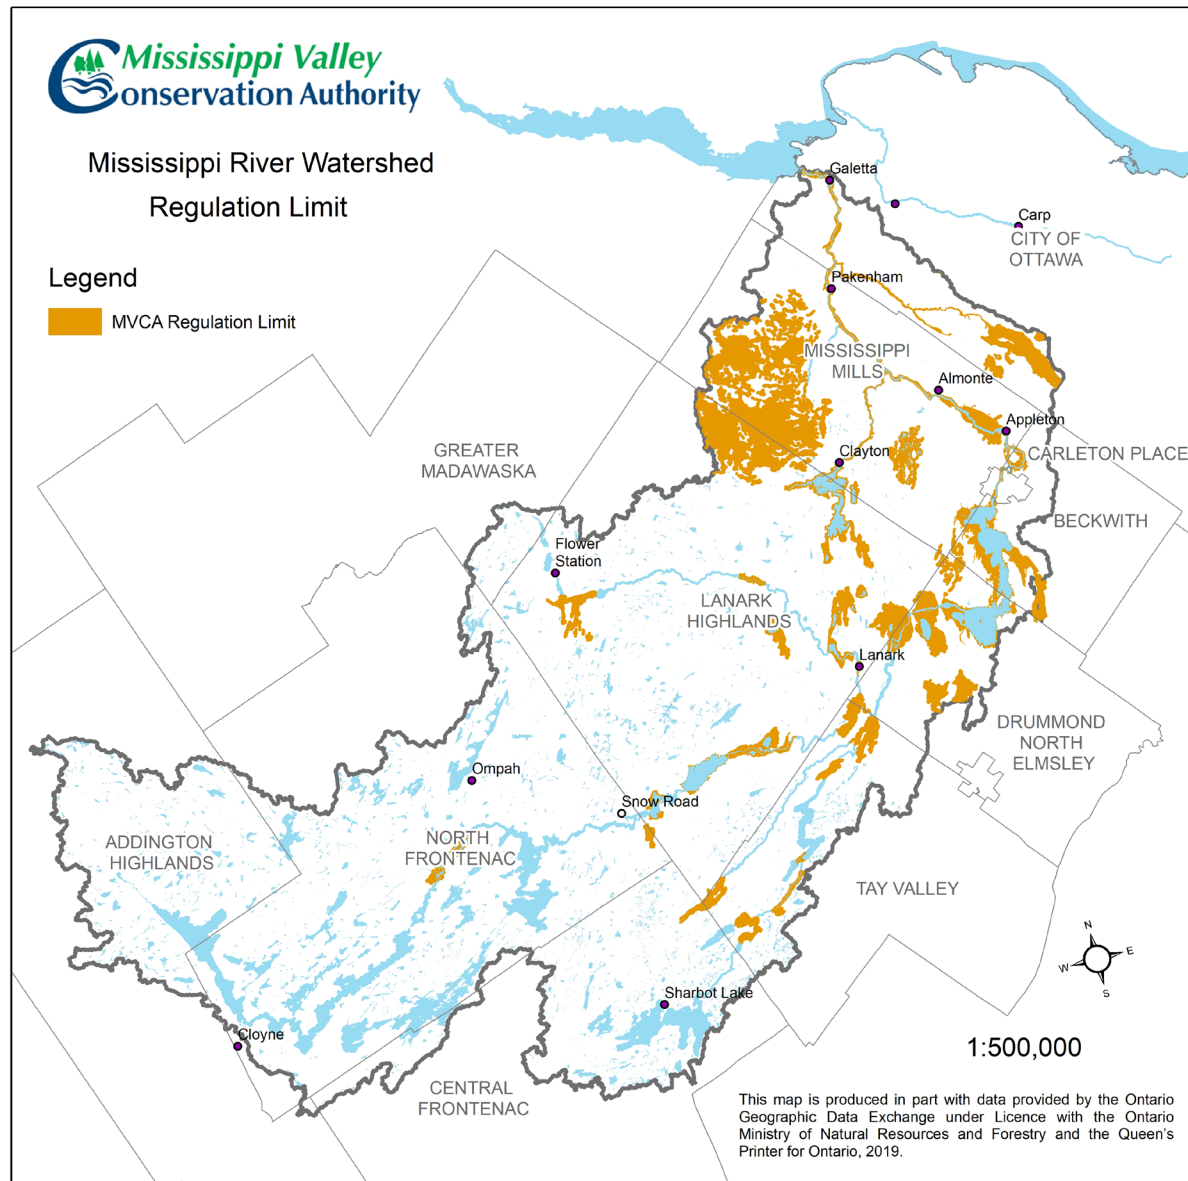 Mississippi Valley
Conservation Authority
Mississippi River Watershed
Regulation Limit
Legend
MVCA Regulation Limit
Galetta
Carp
CITY OF
OTTAWA
Pakenham
MISSISSIPPI
MILLS
Almonte
Appleton
CARLETON PLACE
Clayton
GREATER
MADAWASKA
BECKWITH
Flower
Station
LANARK
HIGHLANDS
Lanark
DRUMMOND
NORTH
ELMSLEY
Ompah
Snow Road
ADDINGTON
HIGHLANDS
NORTH
FRONTENAC
TAY VALLEY
N
W
E
S
Sharbot Lake
Cloyne
1:500,000
CENTRAL
FRONTENAC
This map is produced in part with data provided by the Ontario
Geographic Data Exchange under Licence with the Ontario
Ministry of Natural Resources and Forestry and the Queen's
Printer for Ontario, 2019.